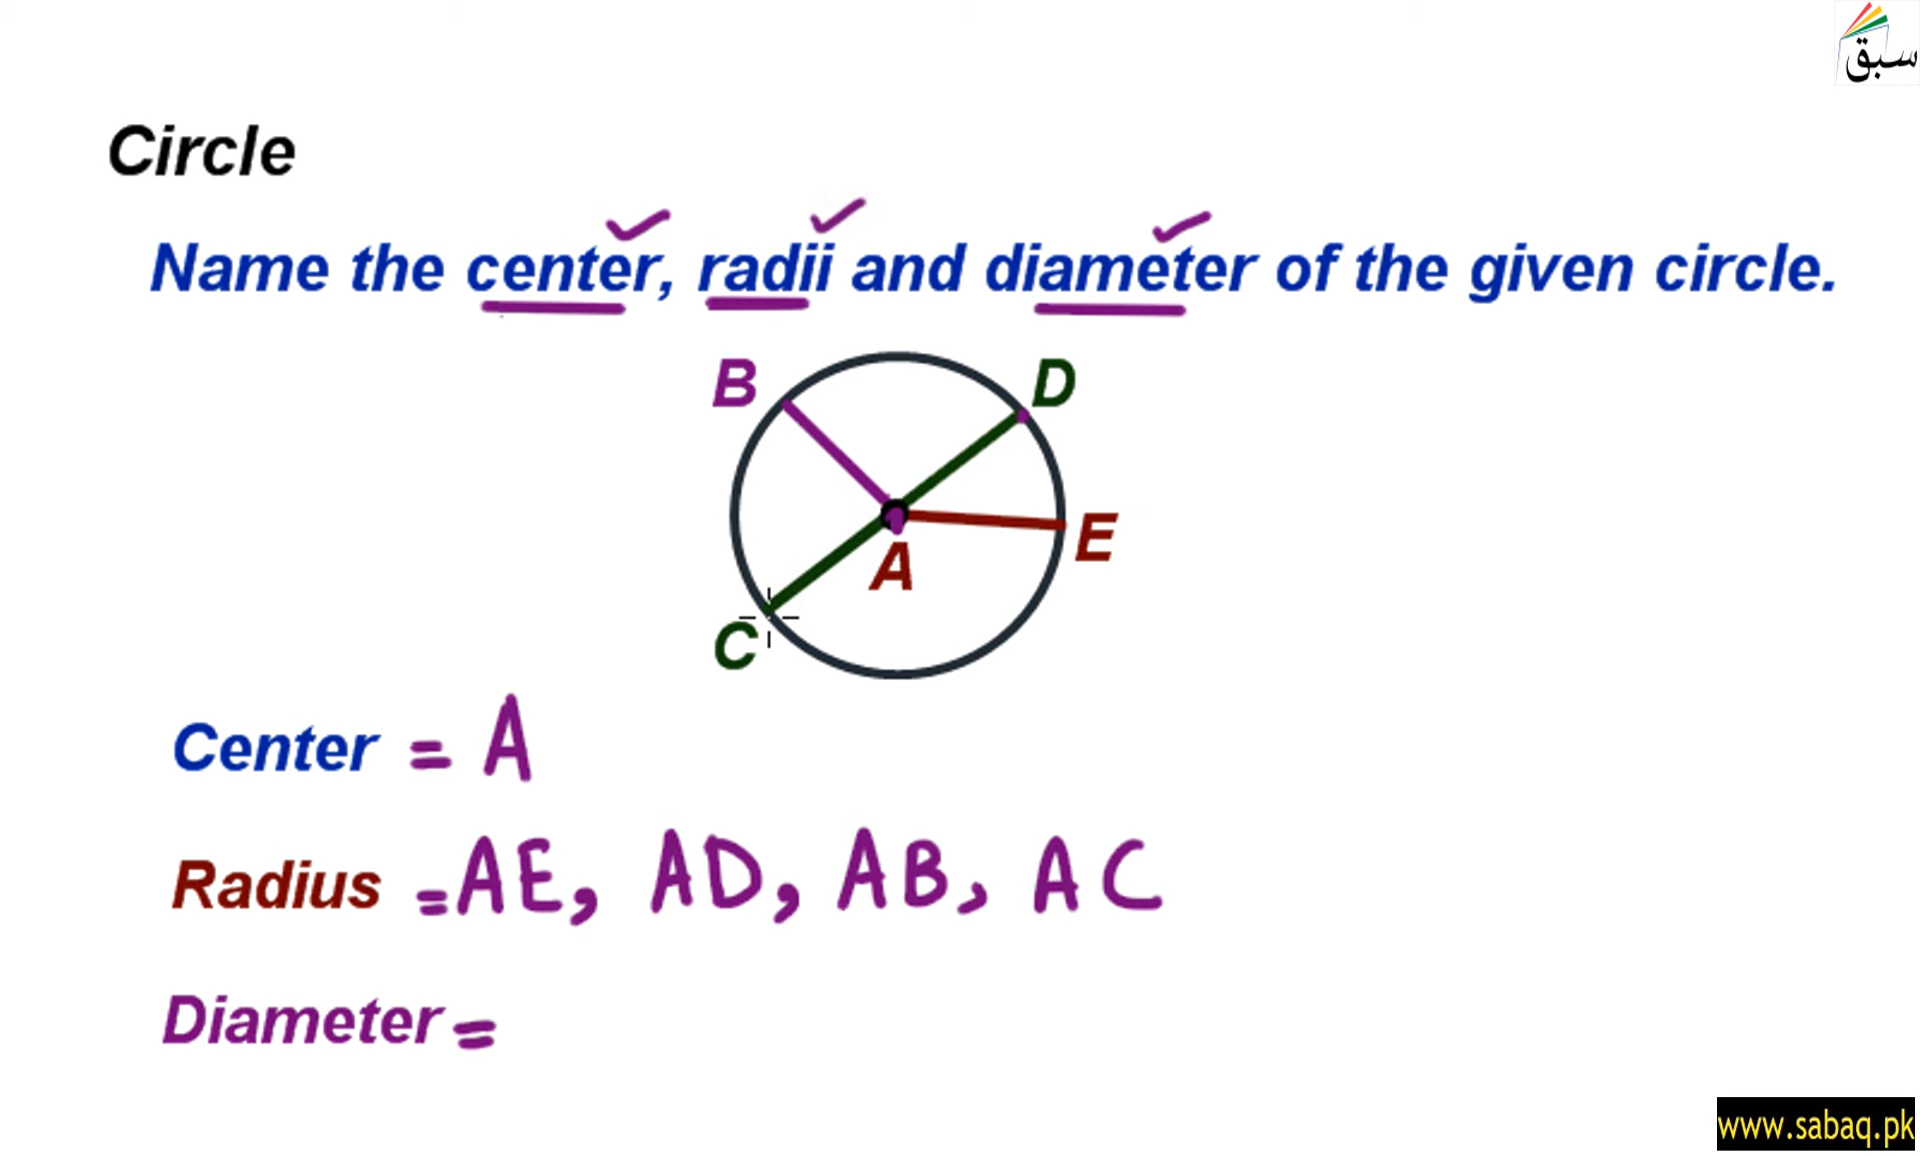 سبق
Circle
Name the center, radii and diameter of the given circle.
B
D
A
E
C
Center = A
Radius = AE, AD, AB, AC
Diameter =
www.sabaq.pk